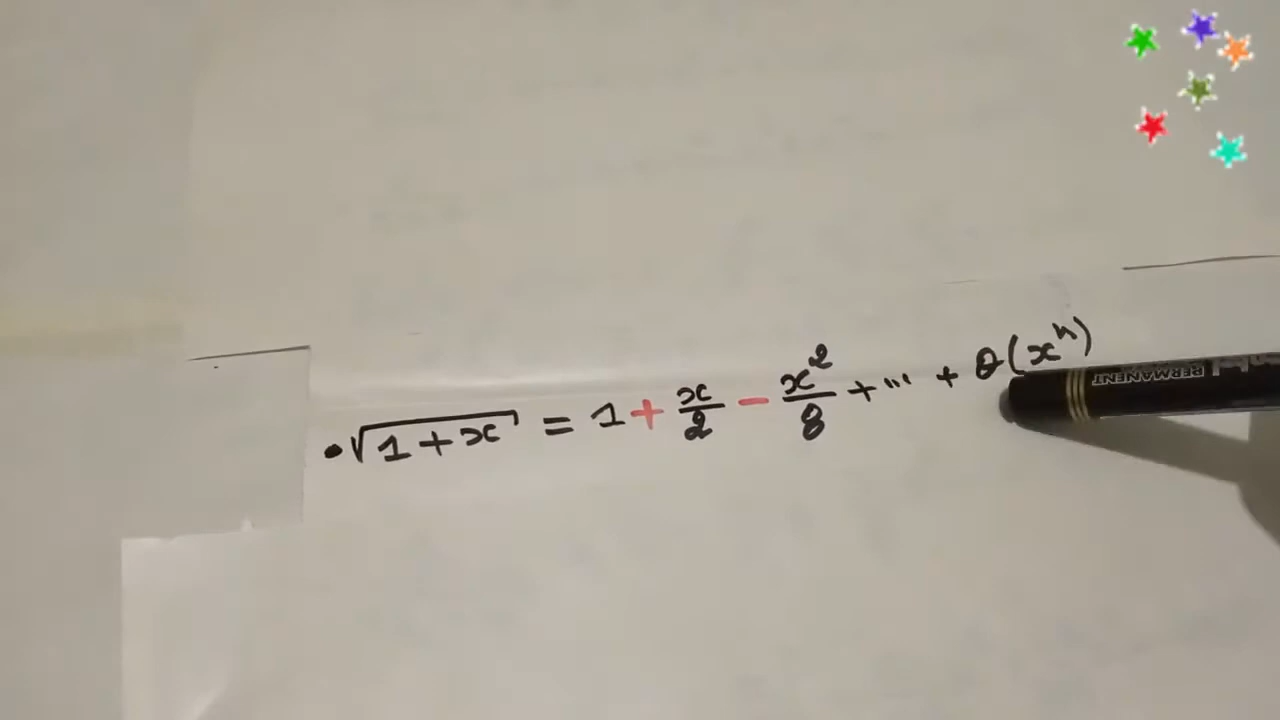 • √(1 + x) = 1 + x/2 - x²/8 + ... + θ(xⁿ)
PERMANENT